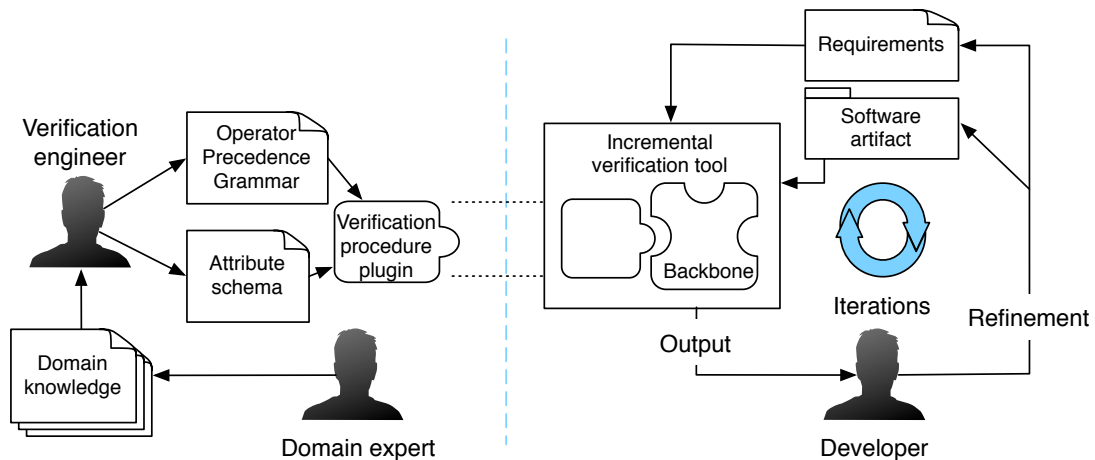 Verification
engineer
Operator
Precedence
Grammar
Attribute
schema
Verification
procedure
plugin
Domain
knowledge
Domain expert
Requirements
Software
artifact
Incremental
verification tool
Backbone
Iterations
Refinement
Output
Developer